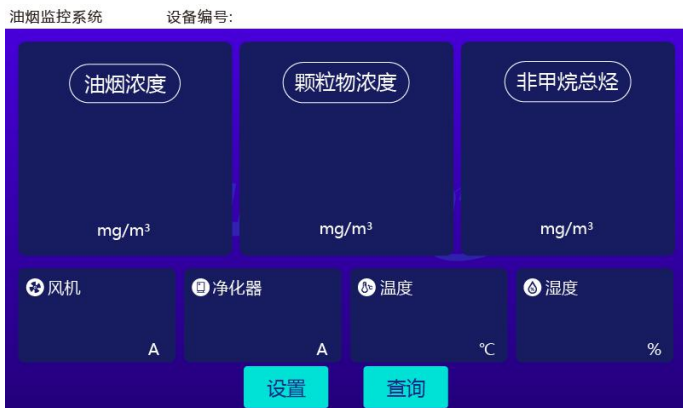 油烟监控系统 设备编号:
油烟浓度 颗粒物浓度 非甲烷总烃
mg/m³ mg/m³ mg/m³
风机 净化器 温度 湿度
A A ℃ %
设置 查询